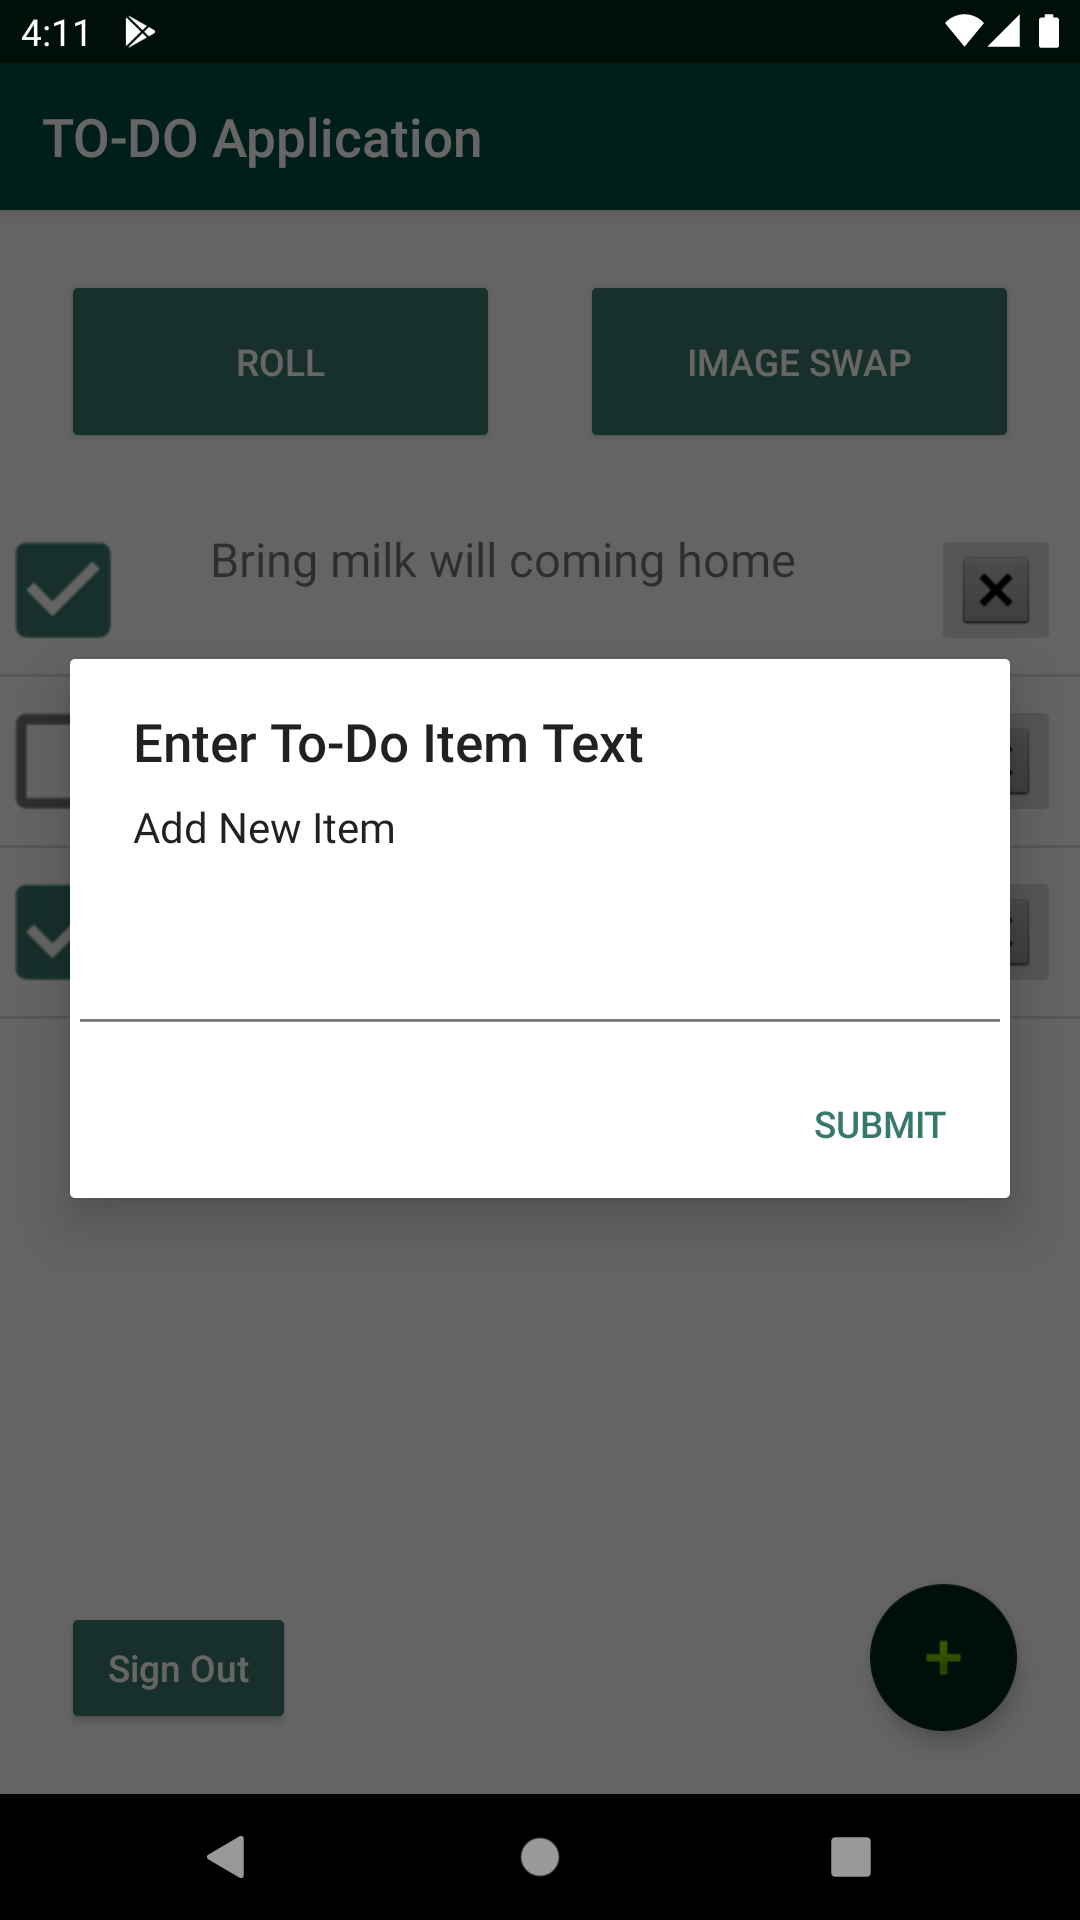 4:11
TO-DO Application
ROLL
IMAGE SWAP
Bring milk will coming home
Enter To-Do Item Text
Add New Item
SUBMIT
Sign Out
+